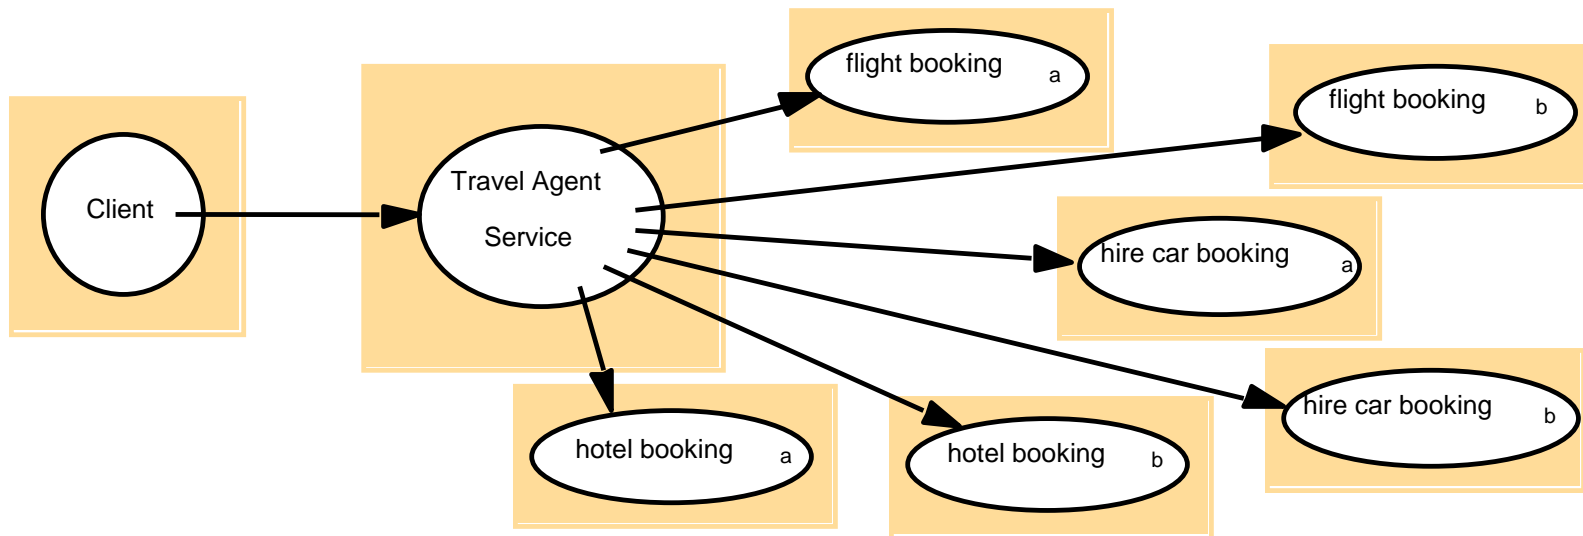 flight booking a
flight booking b
Client
Travel Agent
Service
hire car booking a
hire car booking b
hotel booking a
hotel booking b